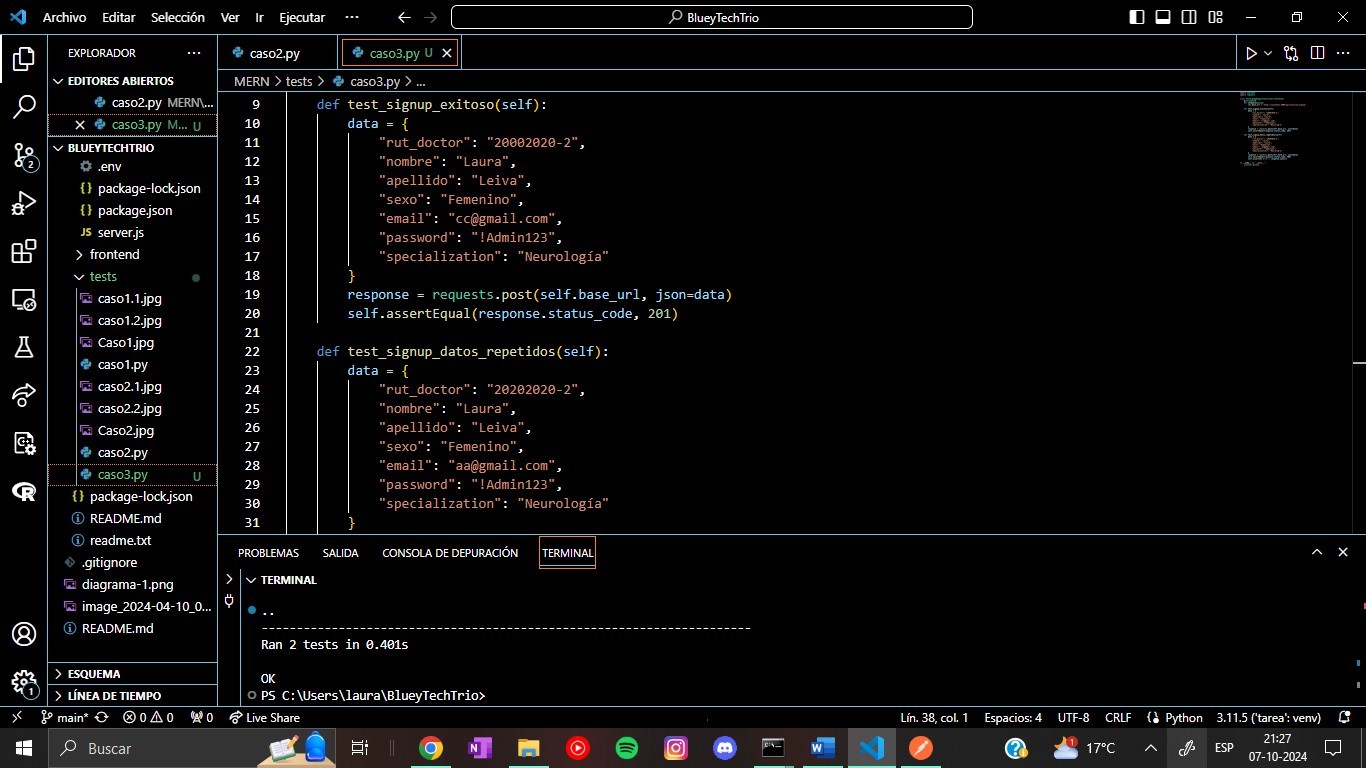 Archivo Editar Selección Ver Ir Ejecutar ··· BlueyTechTrio
EXPLORADOR ···
caso2.py caso3.py U
EDITORES ABIERTOS
caso2.py MERN\...
caso3.py M... U
BLUEYTECHTRIO
.env
{} package-lock.json
{} package.json
JS server.js
frontend
tests
caso1.1.jpg
caso1.2.jpg
Caso1.jpg
caso1.py
caso2.1.jpg
caso2.2.jpg
Caso2.jpg
caso2.py
caso3.py U
{} package-lock.json
README.md
readme.txt
.gitignore
diagrama-1.png
image_2024-04-10_0...
README.md
ESQUEMA
LÍNEA DE TIEMPO
2
1
MERN > tests > caso3.py > ...
9 def test_signup_exitoso(self):
10 data = {
11 "rut_doctor": "20002020-2",
12 "nombre": "Laura",
13 "apellido": "Leiva",
14 "sexo": "Femenino",
15 "email": "cc@gmail.com",
16 "password": "!Admin123",
17 "specialization": "Neurología"
18 }
19 response = requests.post(self.base_url, json=data)
20 self.assertEqual(response.status_code, 201)
21
22 def test_signup_datos_repetidos(self):
23 data = {
24 "rut_doctor": "20202020-2",
25 "nombre": "Laura",
26 "apellido": "Leiva",
27 "sexo": "Femenino",
28 "email": "aa@gmail.com",
29 "password": "!Admin123",
30 "specialization": "Neurología"
31 }
PROBLEMAS SALIDA CONSOLA DE DEPURACIÓN TERMINAL
TERMINAL
..
----------------------------------------------------------------------
Ran 2 tests in 0.401s
OK
PS C:\Users\laura\BlueyTechTrio>
main* 0 0 0 Live Share Lín. 38, col. 1 Espacios: 4 UTF-8 CRLF {} Python 3.11.5 ('tarea': venv)
Buscar 1 17°C ESP 21:27
07-10-2024